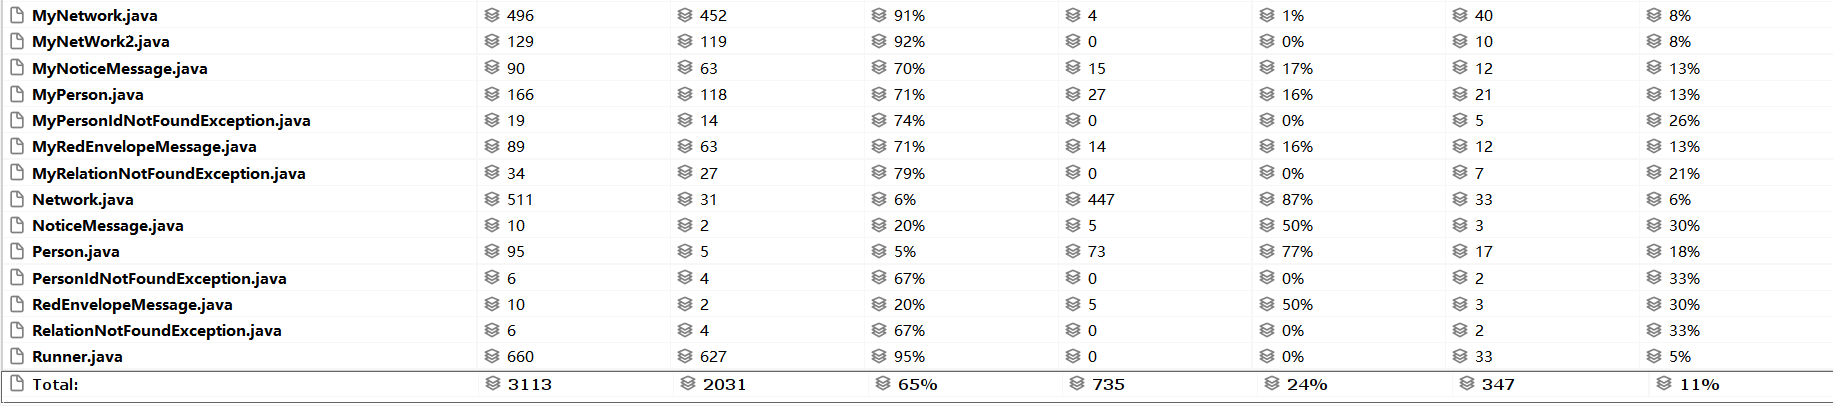 MyNetwork.java 496 452 91% 4 1% 40 8%
MyNetWork2.java 129 119 92% 0 0% 10 8%
MyNoticeMessage.java 90 63 70% 15 17% 12 13%
MyPerson.java 166 118 71% 27 16% 21 13%
MyPersonIdNotFoundException.java 19 14 74% 0 0% 5 26%
MyRedEnvelopeMessage.java 89 63 71% 14 16% 12 13%
MyRelationNotFoundException.java 34 27 79% 0 0% 7 21%
Network.java 511 31 6% 447 87% 33 6%
NoticeMessage.java 10 2 20% 5 50% 3 30%
Person.java 95 5 5% 73 77% 17 18%
PersonIdNotFoundException.java 6 4 67% 0 0% 2 33%
RedEnvelopeMessage.java 10 2 20% 5 50% 3 30%
RelationNotFoundException.java 6 4 67% 0 0% 2 33%
Runner.java 660 627 95% 0 0% 33 5%
Total: 3113 2031 65% 735 24% 347 11%